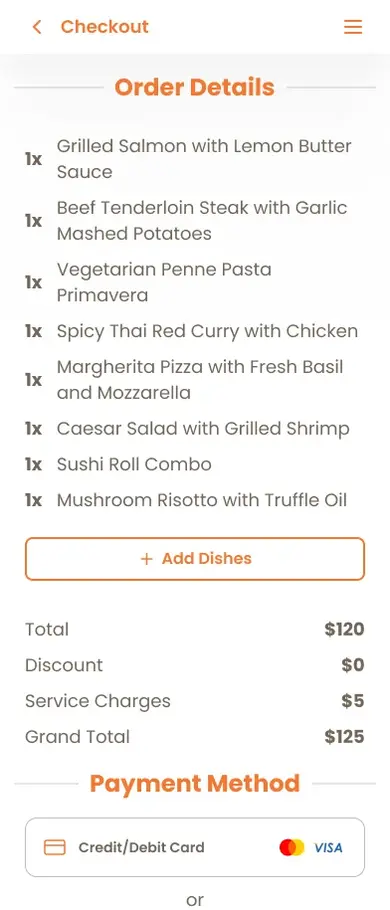 Checkout
Order Details
1x Grilled Salmon with Lemon Butter
Sauce
1x Beef Tenderloin Steak with Garlic
Mashed Potatoes
1x Vegetarian Penne Pasta
Primavera
1x Spicy Thai Red Curry with Chicken
1x Margherita Pizza with Fresh Basil
and Mozzarella
1x Caesar Salad with Grilled Shrimp
1x Sushi Roll Combo
1x Mushroom Risotto with Truffle Oil
+ Add Dishes
Total $120
Discount $0
Service Charges $5
Grand Total $125
Payment Method
Credit/Debit Card VISA
or